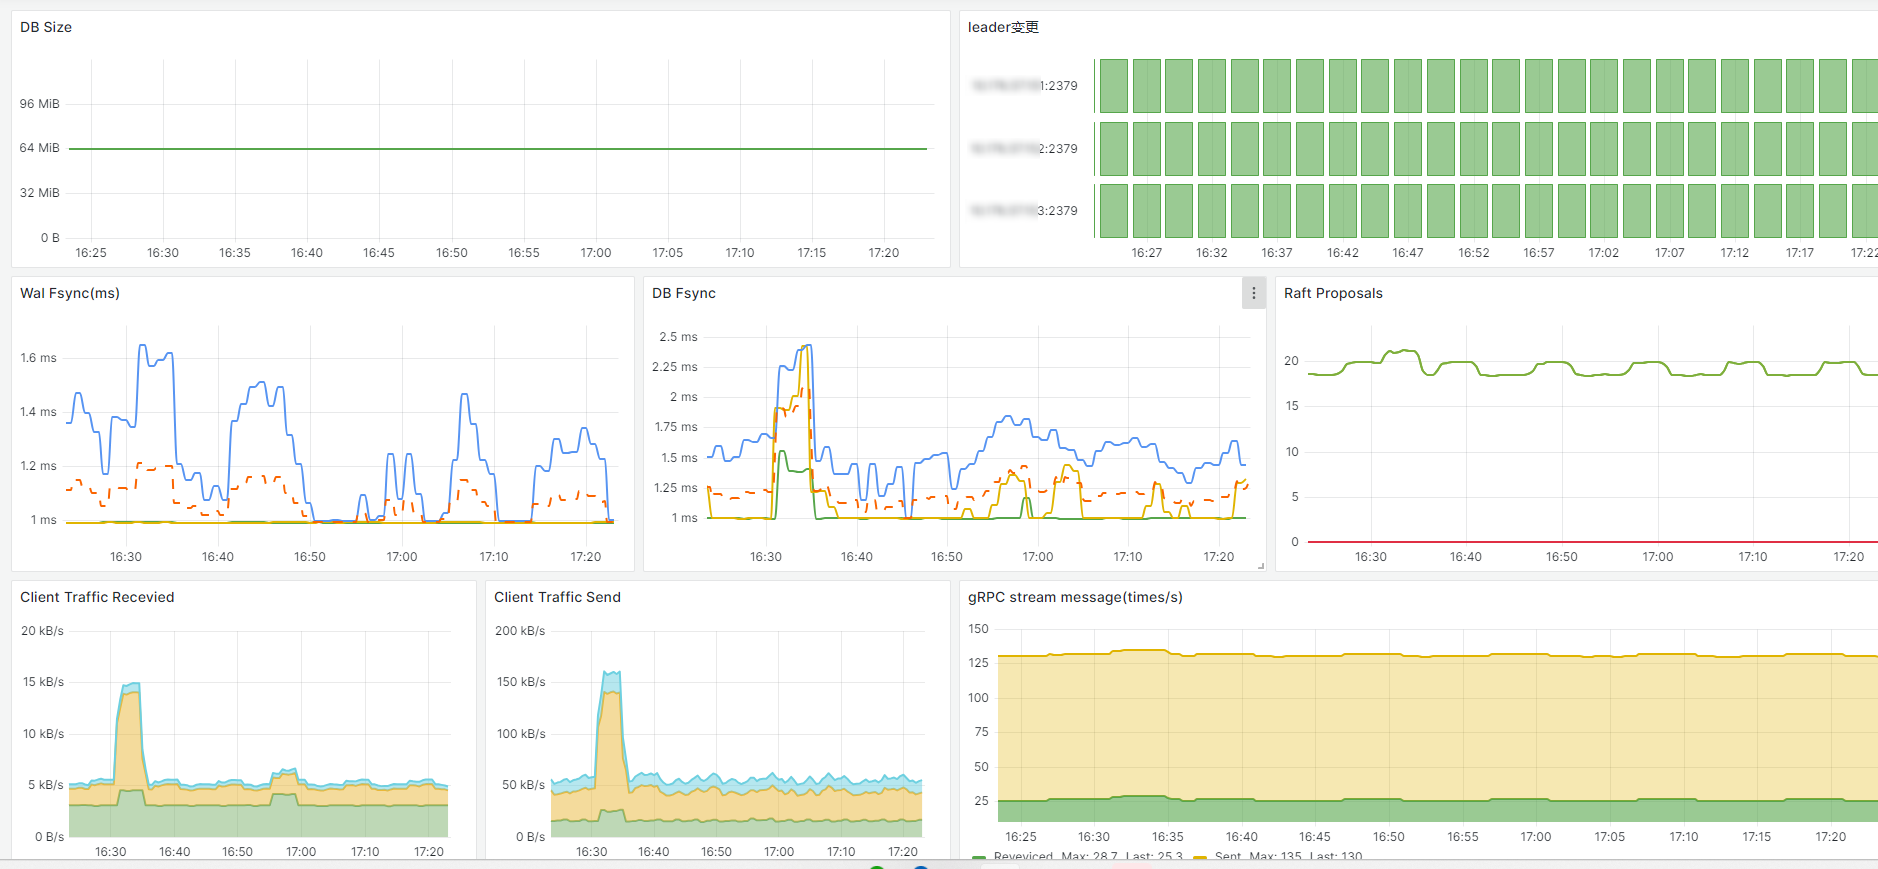 DB Size
96 MiB
64 MiB
32 MiB
0 B
16:25 16:30 16:35 16:40 16:45 16:50 16:55 17:00 17:05 17:10 17:15 17:20
leader变更
1:2379
2:2379
3:2379
16:27 16:32 16:37 16:42 16:47 16:52 16:57 17:02 17:07 17:12 17:17 17:22
Wal Fsync(ms)
1.6 ms
1.4 ms
1.2 ms
1 ms
16:30 16:40 16:50 17:00 17:10 17:20
DB Fsync
2.5 ms
2.25 ms
2 ms
1.75 ms
1.5 ms
1.25 ms
1 ms
16:30 16:40 16:50 17:00 17:10 17:20
Raft Proposals
20
15
10
5
0
16:30 16:40 16:50 17:00 17:10 17:20
Client Traffic Recevied
20 kB/s
15 kB/s
10 kB/s
5 kB/s
0 B/s
16:30 16:40 16:50 17:00 17:10 17:20
Client Traffic Send
200 kB/s
150 kB/s
100 kB/s
50 kB/s
0 B/s
16:30 16:40 16:50 17:00 17:10 17:20
gRPC stream message(times/s)
150
125
100
75
50
25
16:25 16:30 16:35 16:40 16:45 16:50 16:55 17:00 17:05 17:10 17:15 17:20
Reveviced Max: 28.7 Last: 25.3 Sent Max: 135 Last: 130